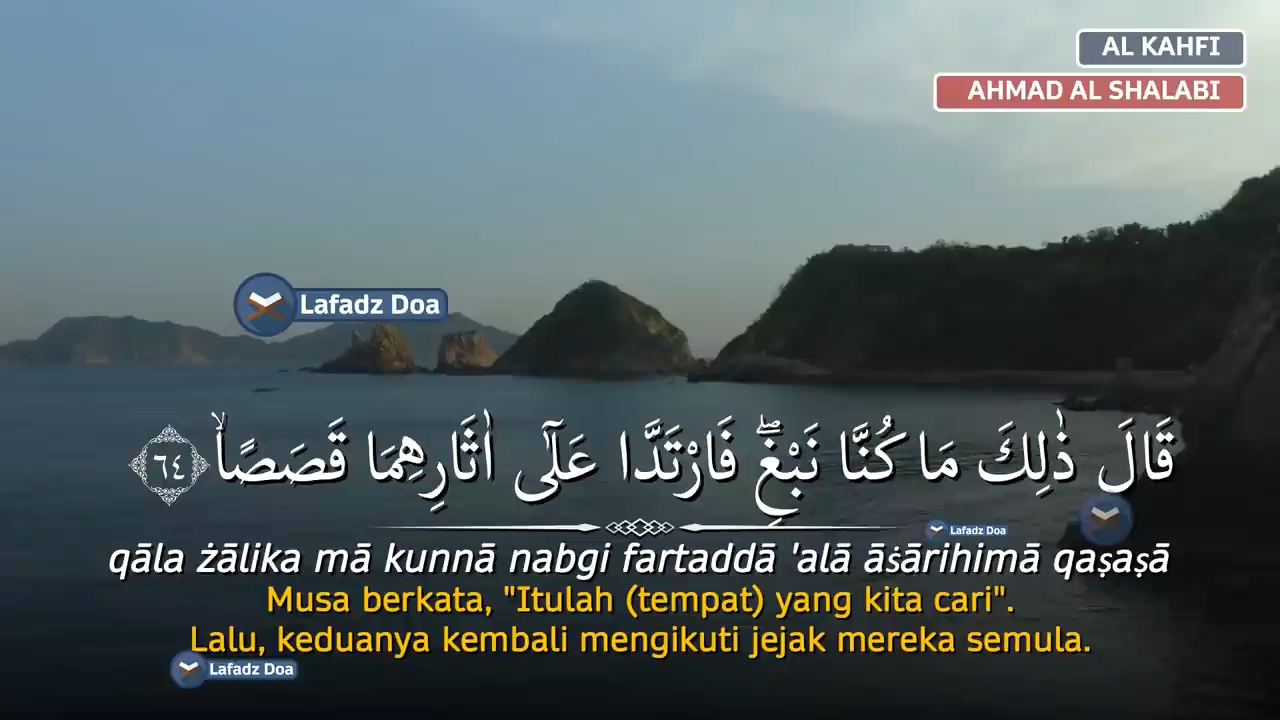 AL KAHFI
AHMAD AL SHALABI
Lafadz Doa
قَالَ ذٰلِكَ مَا كُنَّا نَبْغِۖ فَارْتَدَّا عَلٰٓى اٰثَارِهِمَا قَصَصًاۙ ٦٤
Lafadz Doa
qāla żālika mā kunnā nabgi fartaddā 'alā āṡārihimā qaṣaṣā
Musa berkata, "Itulah (tempat) yang kita cari".
Lalu, keduanya kembali mengikuti jejak mereka semula.
Lafadz Doa